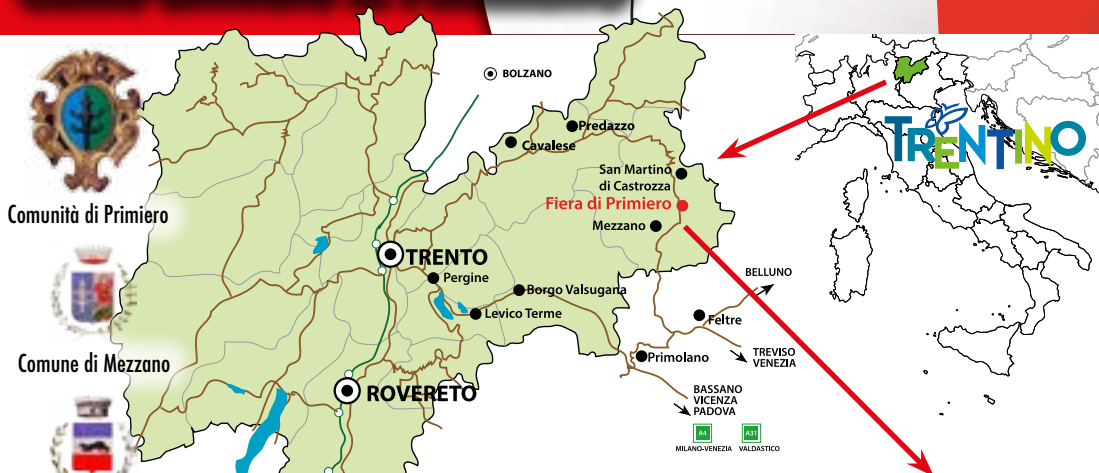 Comunità di Primiero
Comune di Mezzano
BOLZANO
Predazzo
Cavalese
San Martino
di Castrozza
Fiera di Primiero
Mezzano
TRENTO
Pergine
Borgo Valsugana
Levico Terme
ROVERETO
BELLUNO
Feltre
Primolano
TREVISO
VENEZIA
BASSANO
VICENZA
PADOVA
A4
A31
MILANO-VENEZIA
VALDASTICO
TRENTINO